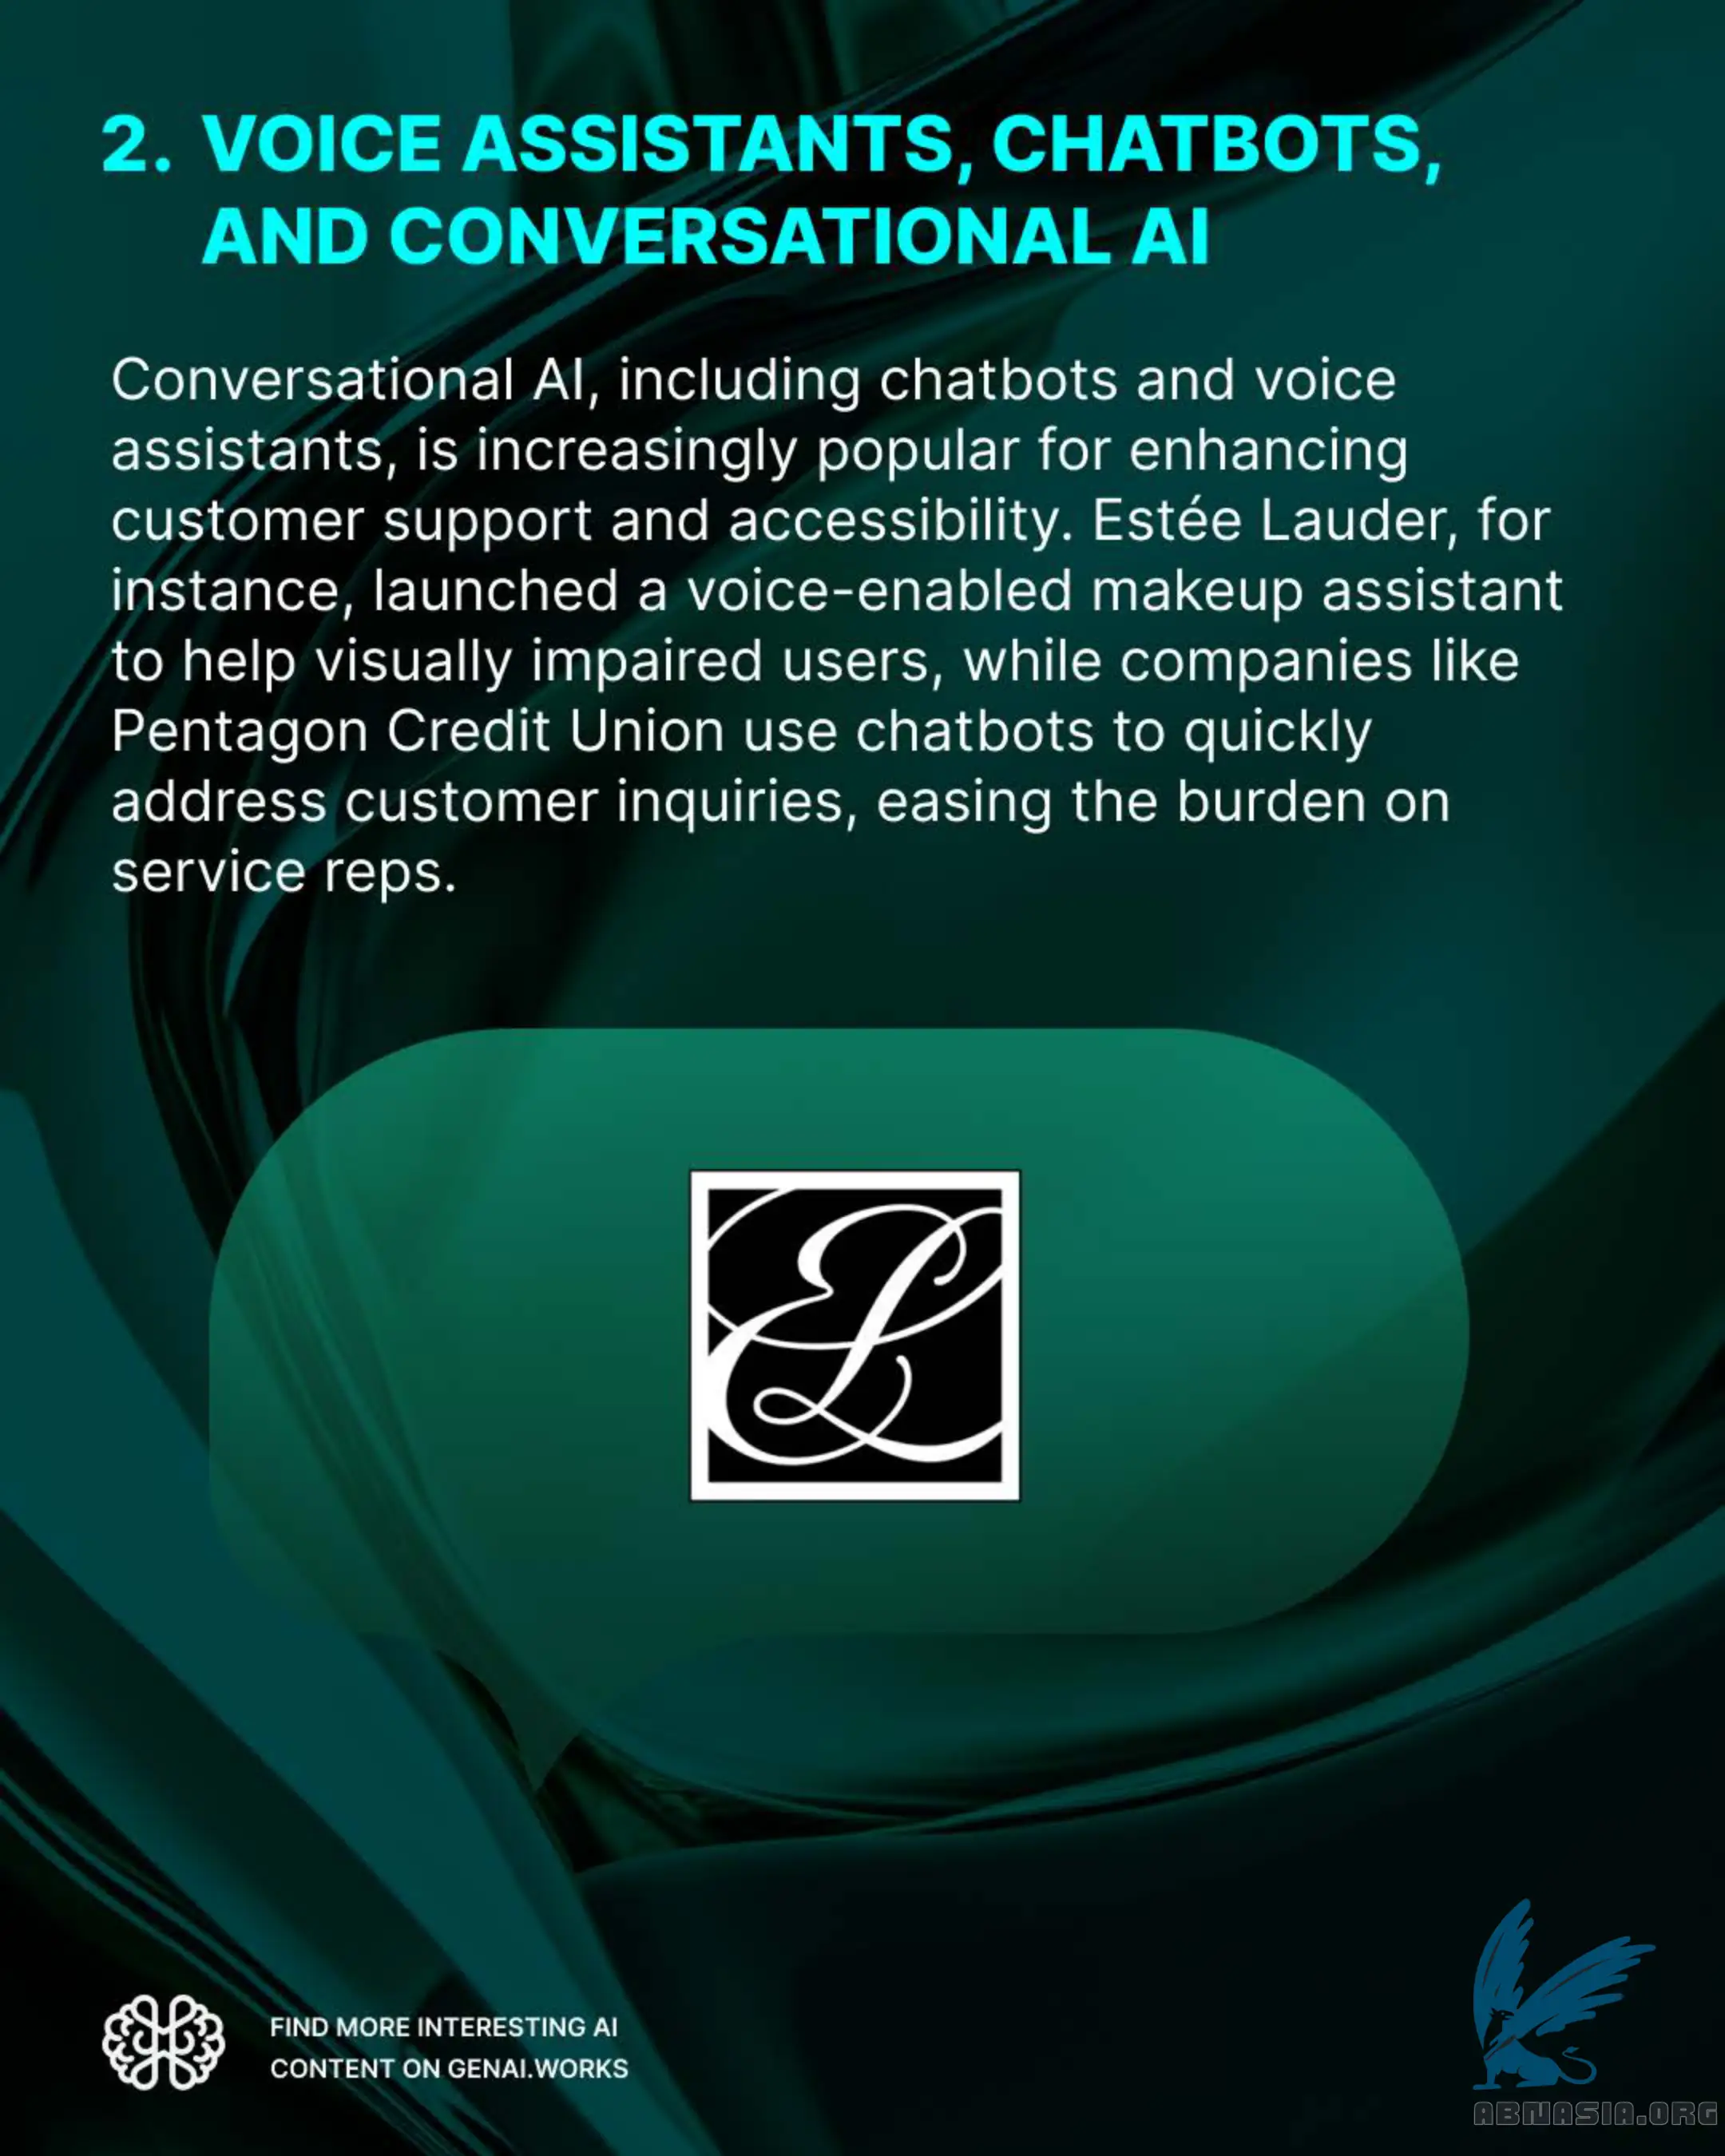 2. VOICE ASSISTANTS, CHATBOTS,
AND CONVERSATIONAL AI
Conversational AI, including chatbots and voice
assistants, is increasingly popular for enhancing
customer support and accessibility. Estée Lauder, for
instance, launched a voice-enabled makeup assistant
to help visually impaired users, while companies like
Pentagon Credit Union use chatbots to quickly
address customer inquiries, easing the burden on
service reps.
EL
FIND MORE INTERESTING AI
CONTENT ON GENAI.WORKS
ABNASIA.ORG